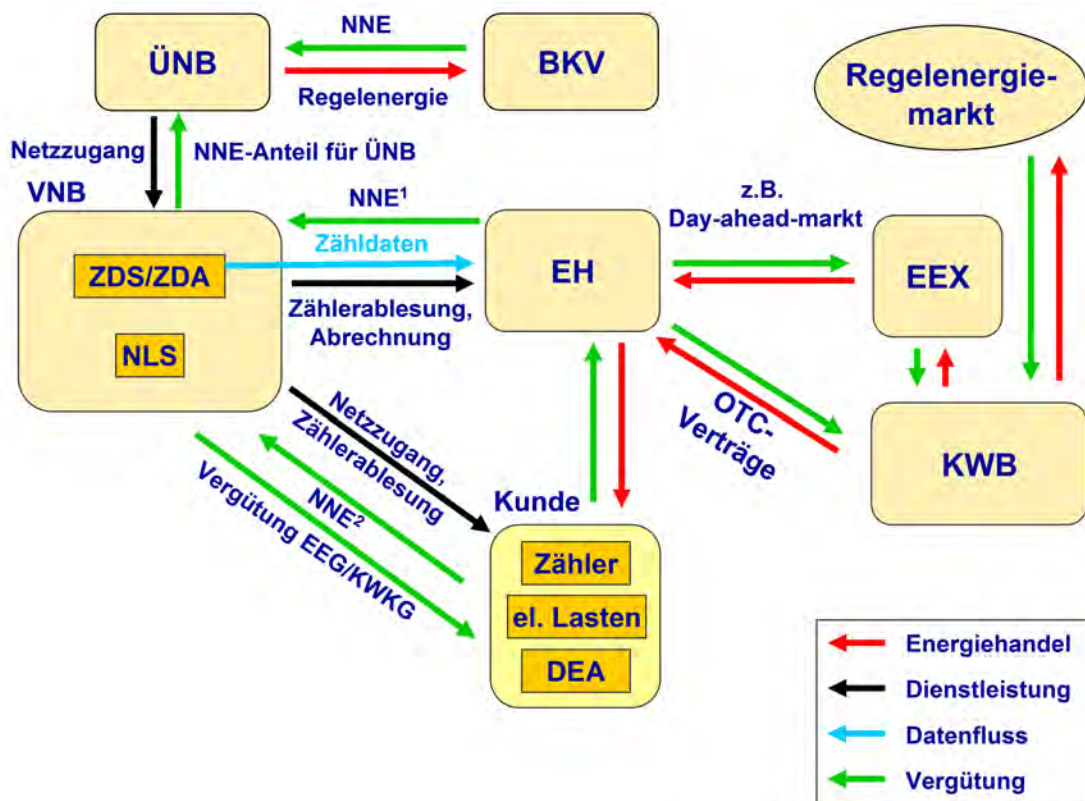 NNE
ÜNB
BKV
Regelenergie
Regelenergie-
markt
Netzzugang
NNE-Anteil für ÜNB
VNB
NNE¹
Zähldaten
ZDS/ZDA
Zählerablesung,
Abrechnung
NLS
EH
z.B.
Day-ahead-markt
EEX
OTC-
Verträge
KWB
Netzzugang,
Zählerablesung
NNE²
Vergütung EEG/KWKG
Kunde
Zähler
el. Lasten
DEA
Energiehandel
Dienstleistung
Datenfluss
Vergütung